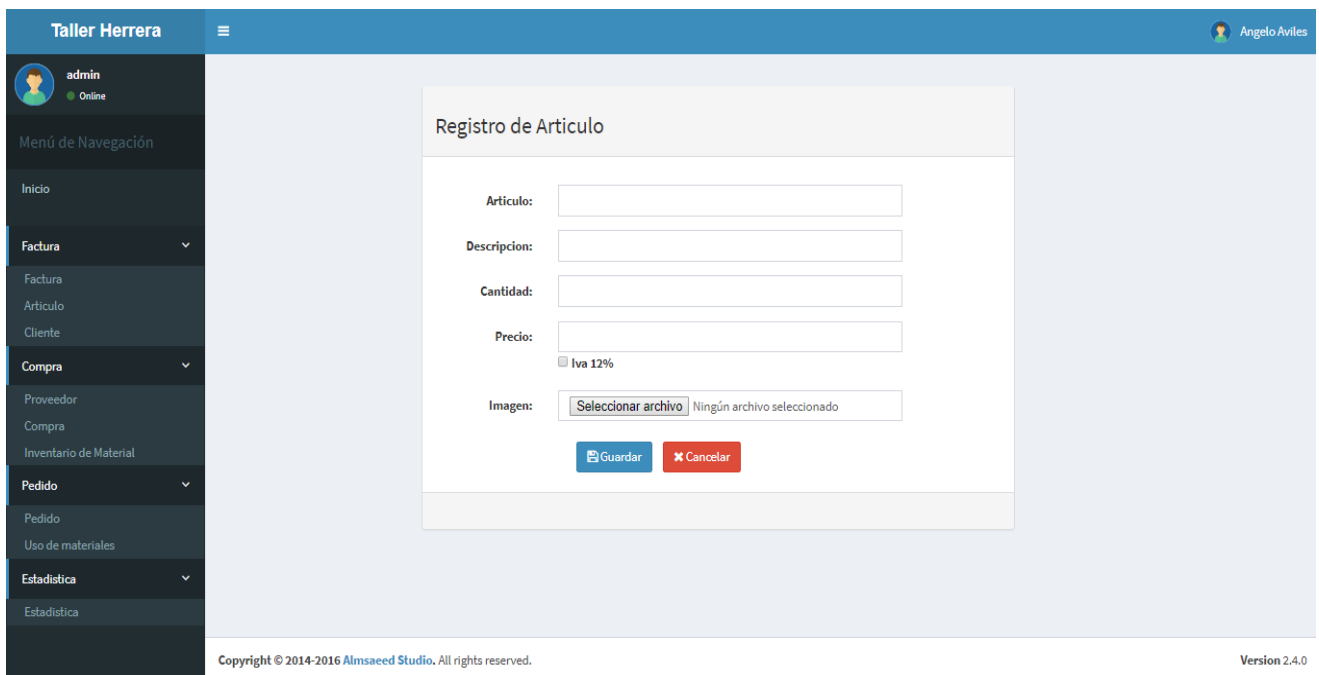 Taller Herrera
Angelo Aviles
admin
Online
Menú de Navegación
Inicio
Factura
Factura
Articulo
Cliente
Compra
Proveedor
Compra
Inventario de Material
Pedido
Pedido
Uso de materiales
Estadistica
Estadistica
Registro de Articulo
Articulo:
Descripcion:
Cantidad:
Precio:
Iva 12%
Imagen: Seleccionar archivo Ningún archivo seleccionado
Guardar Cancelar
Copyright © 2014-2016 Almsaeed Studio. All rights reserved.
Version 2.4.0